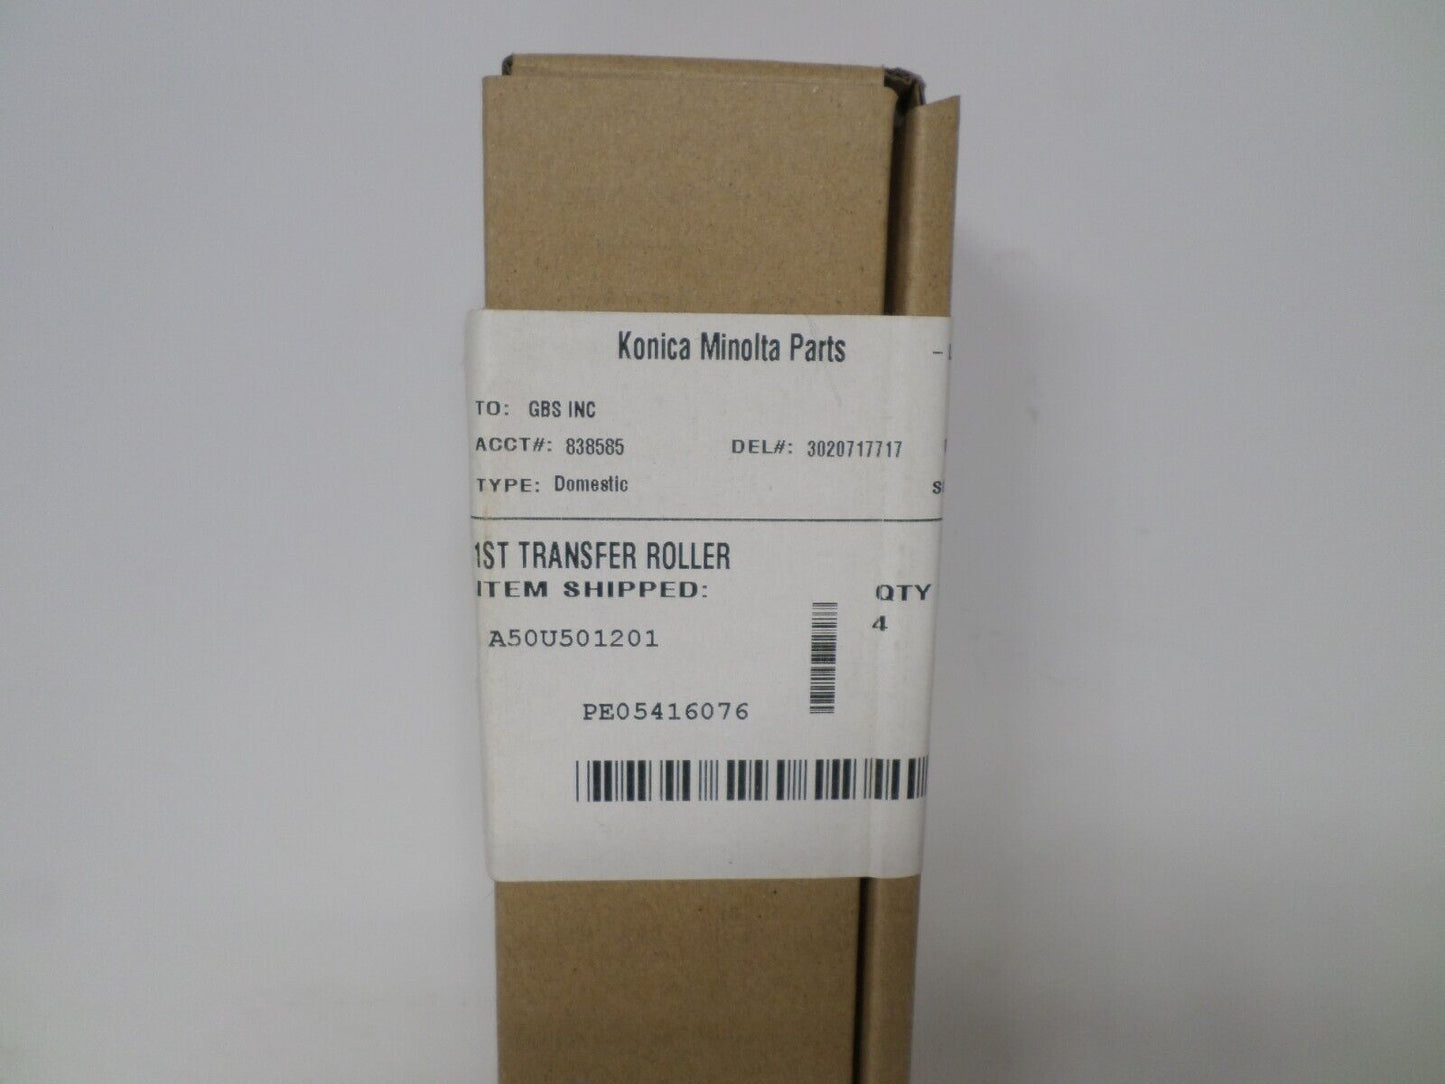 Konica Minolta Parts -
TO: GBS INC
ACCT#: 838585 DEL#: 3020717717
TYPE: Domestic
1ST TRANSFER ROLLER
ITEM SHIPPED: QTY
A50U501201 4
PE05416076